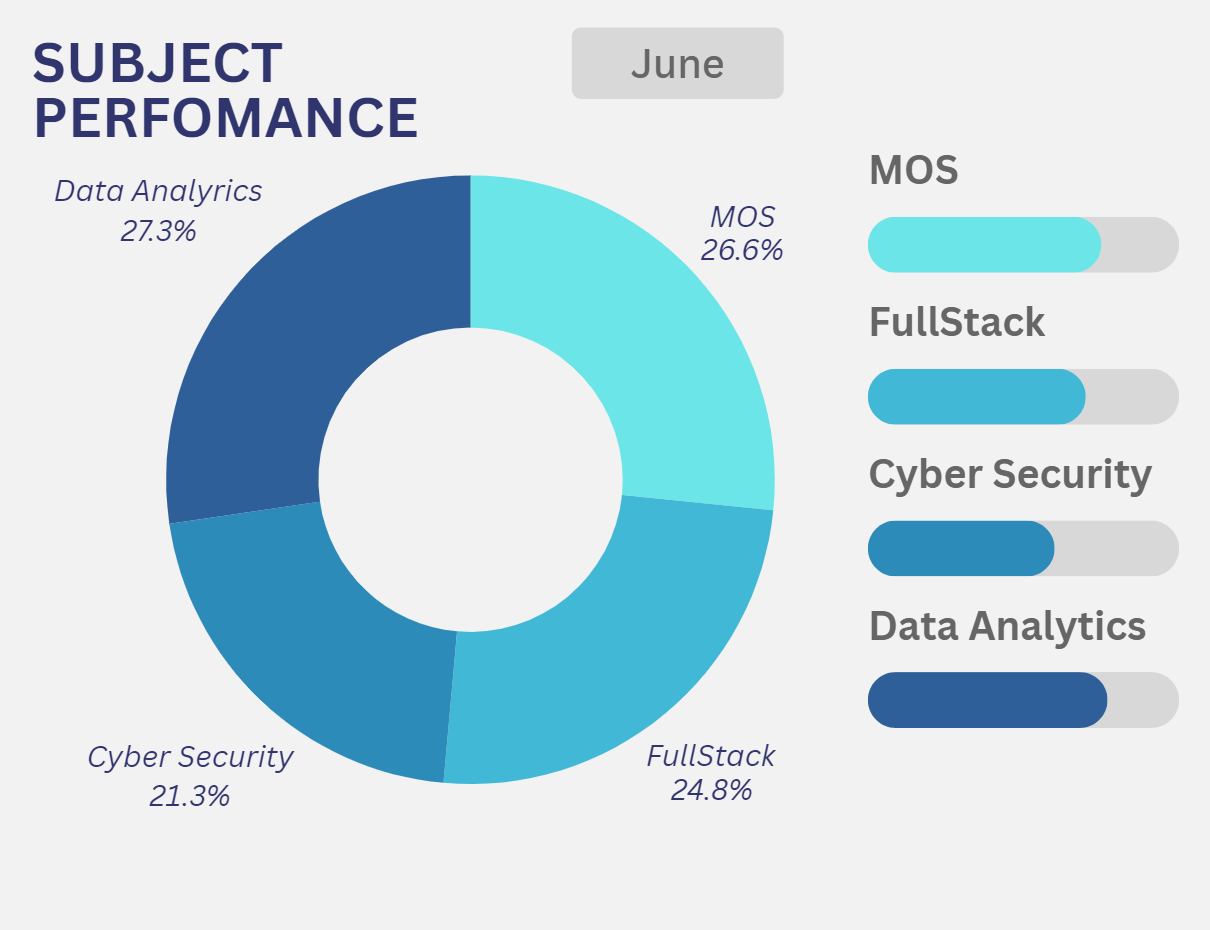 SUBJECT
PERFOMANCE
June
Data Analyrics
27.3%
MOS
26.6%
Cyber Security
21.3%
FullStack
24.8%
MOS
FullStack
Cyber Security
Data Analytics